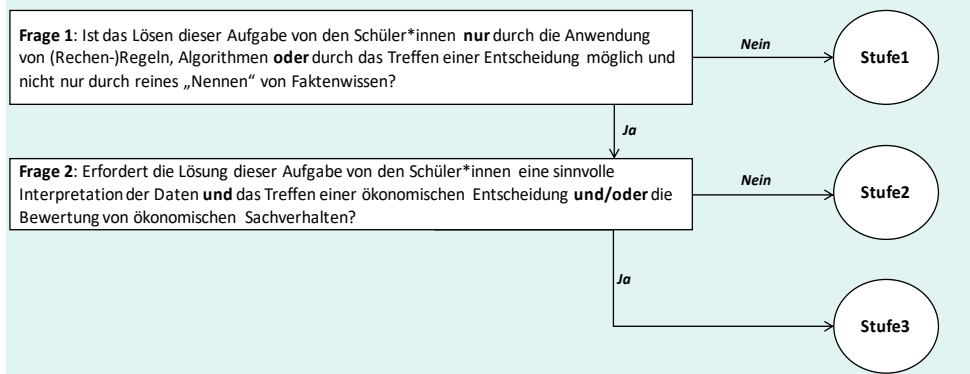 Frage 1: Ist das Lösen dieser Aufgabe von den Schüler*innen nur durch die Anwendung
von (Rechen-)Regeln, Algorithmen oder durch das Treffen einer Entscheidung möglich und
nicht nur durch reines „Nennen“ von Faktenwissen?
Nein
Stufe1
Ja
Frage 2: Erfordert die Lösung dieser Aufgabe von den Schüler*innen eine sinnvolle
Interpretation der Daten und das Treffen einer ökonomischen Entscheidung und/oder die
Bewertung von ökonomischen Sachverhalten?
Nein
Stufe2
Ja
Stufe3